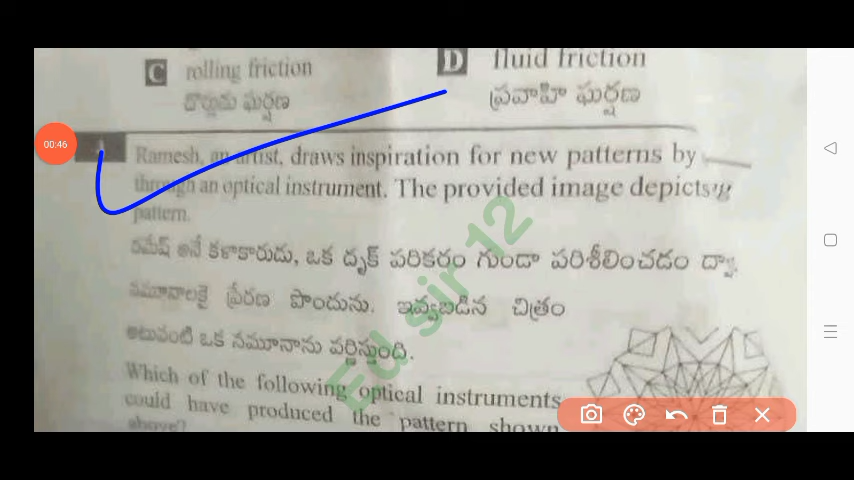 C rolling friction
దొర్లుడు ఘర్షణ
D fluid friction
ప్రవాహి ఘర్షణ
00:46
Ramesh, an artist, draws inspiration for new patterns by
through an optical instrument. The provided image depicts
pattern.
రమేష్ అనే కళాకారుడు, ఒక దృక్ పరికరం గుండా పరిశీలించడం
నమూనాలకై ప్రేరణ పొందును. ఇవ్వబడిన చిత్రం
అటువంటి ఒక నమూనాను వర్ణిస్తుంది.
Which of the following optical instruments
could have produced the pattern shown
above?
Ed sir 12